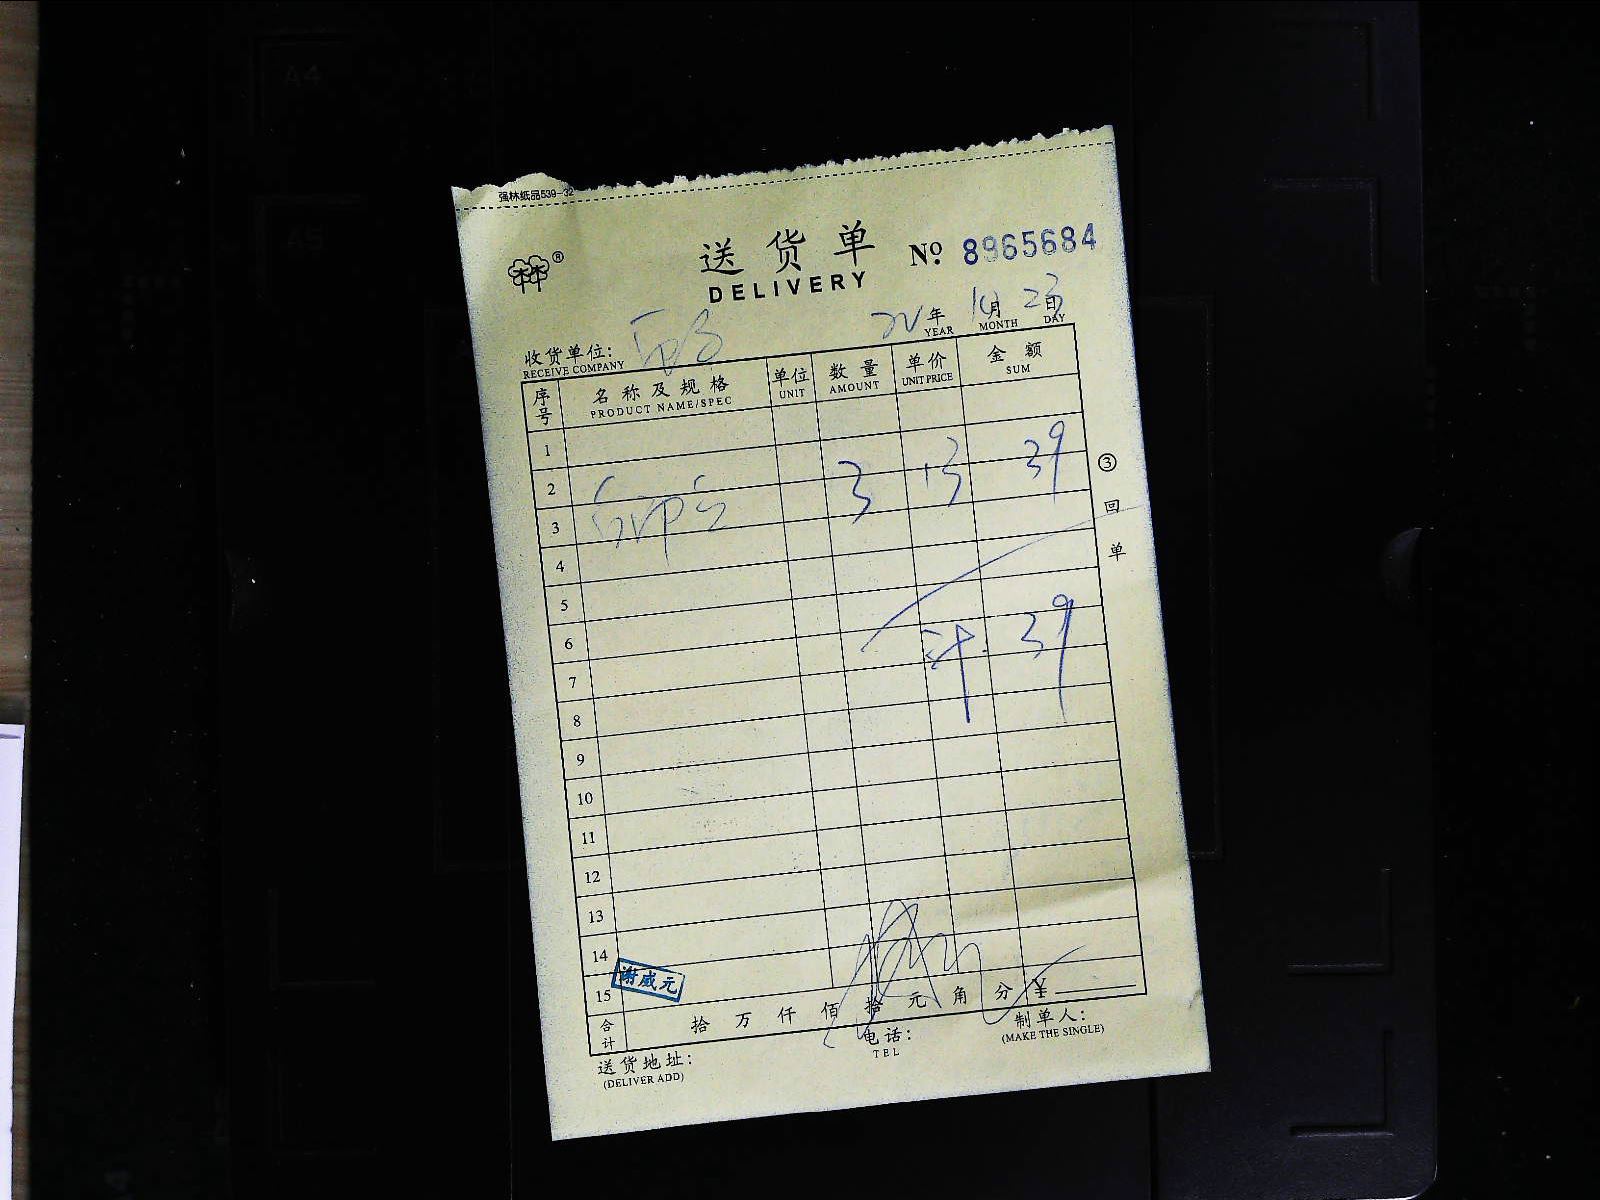 A4
A5
强林纸品539-32
®
送货单 № 8965684
DELIVERY
年 月 23日
YEAR MONTH DAY
收货单位:
RECEIVE COMPANY
序号 名称及规格 单位 数量 单价 金额
PRODUCT NAME/SPEC UNIT AMOUNT UNIT PRICE SUM
1
2
3 3 13 39
4
5
6
7 计. 39
8
9
10
11
12
13
14
15 谢威元
合计 拾 万 仟 佰 拾 元 角 分 ¥
送货地址: 电话: 制单人:
(DELIVER ADD) TEL (MAKE THE SINGLE)
③回单